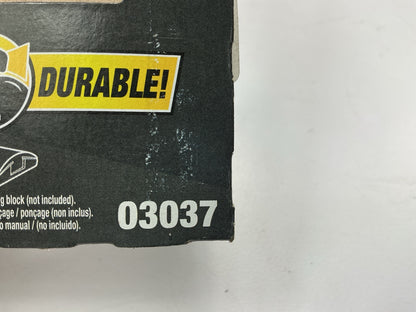 DURABLE!
g block (not included).
çage / ponçage (non inclus).
o manual / (no incluido).
03037